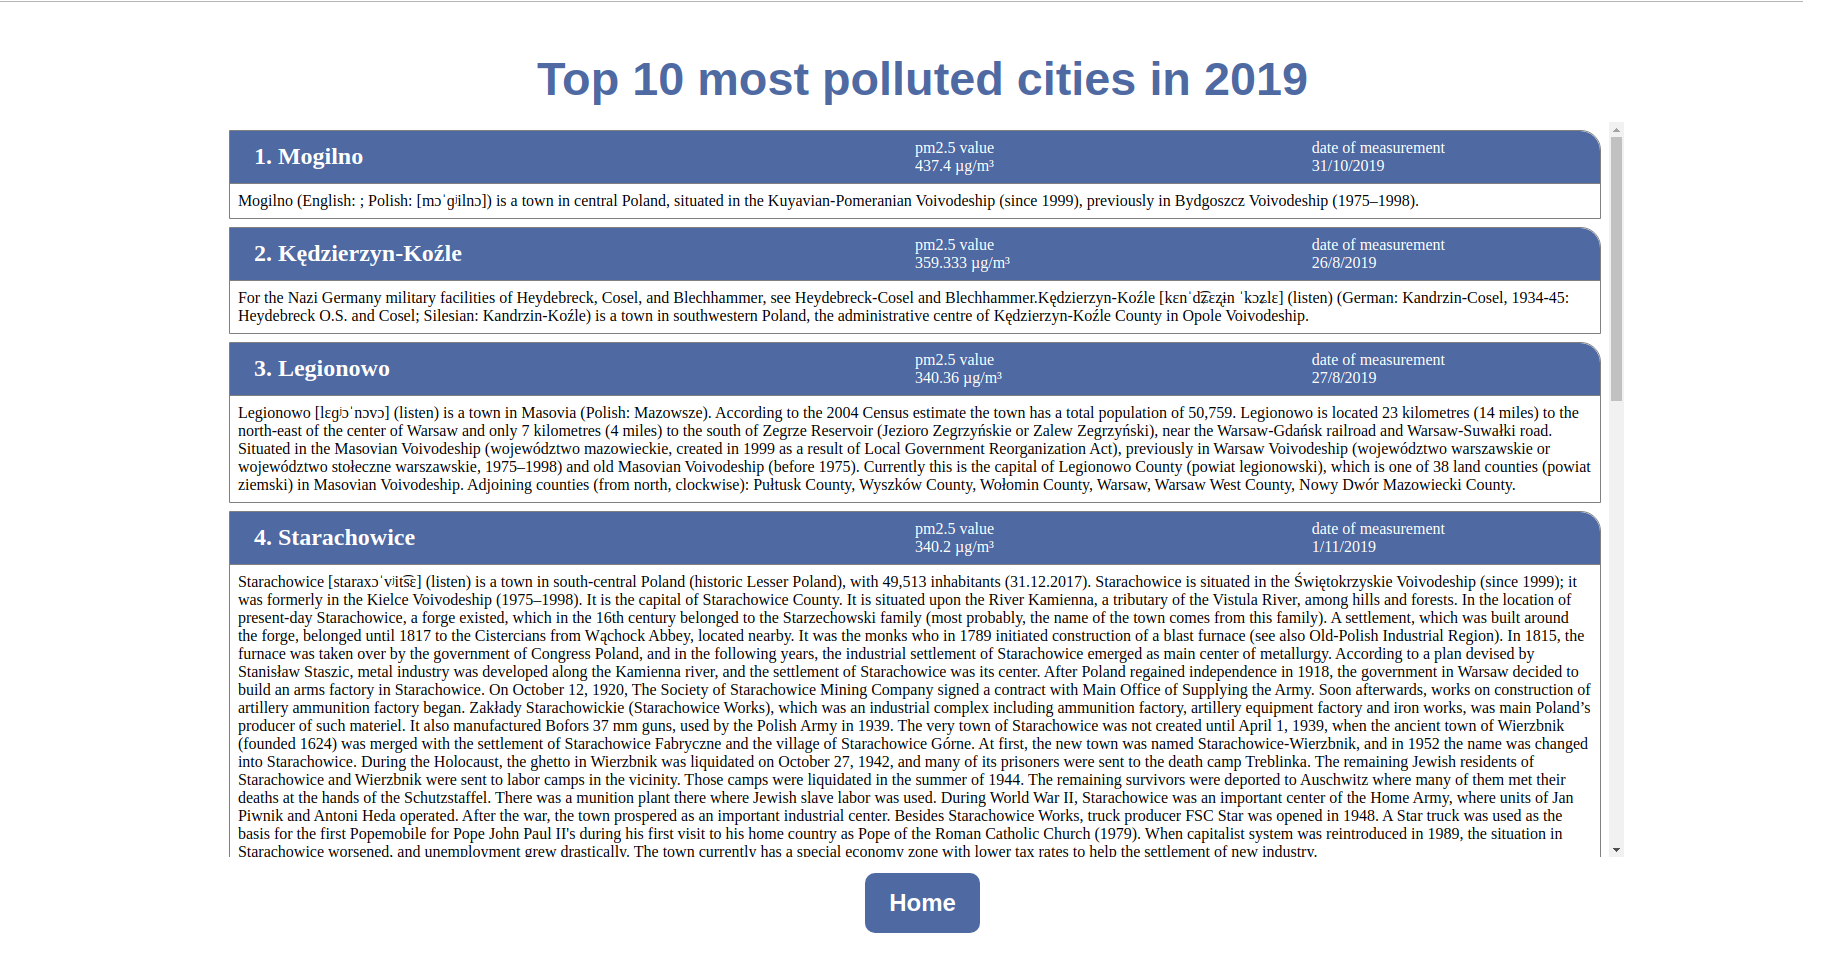 Top 10 most polluted cities in 2019
1. Mogilno
pm2.5 value
437.4 µg/m³
date of measurement
31/10/2019
Mogilno (English: ; Polish: [mɔˈɡʲilnɔ]) is a town in central Poland, situated in the Kuyavian-Pomeranian Voivodeship (since 1999), previously in Bydgoszcz Voivodeship (1975–1998).
2. Kędzierzyn-Koźle
pm2.5 value
359.333 µg/m³
date of measurement
26/8/2019
For the Nazi Germany military facilities of Heydebreck, Cosel, and Blechhammer, see Heydebreck-Cosel and Blechhammer.Kędzierzyn-Koźle [kɛnˈd͡ʑɛʐɨn ˈkɔʑlɛ] (listen) (German: Kandrzin-Cosel, 1934-45:
Heydebreck O.S. and Cosel; Silesian: Kandrzin-Koźle) is a town in southwestern Poland, the administrative centre of Kędzierzyn-Koźle County in Opole Voivodeship.
3. Legionowo
pm2.5 value
340.36 µg/m³
date of measurement
27/8/2019
Legionowo [lɛɡʲɔˈnɔvɔ] (listen) is a town in Masovia (Polish: Mazowsze). According to the 2004 Census estimate the town has a total population of 50,759. Legionowo is located 23 kilometres (14 miles) to the
north-east of the center of Warsaw and only 7 kilometres (4 miles) to the south of Zegrze Reservoir (Jezioro Zegrzyńskie or Zalew Zegrzyński), near the Warsaw-Gdańsk railroad and Warsaw-Suwałki road.
Situated in the Masovian Voivodeship (województwo mazowieckie, created in 1999 as a result of Local Government Reorganization Act), previously in Warsaw Voivodeship (województwo warszawskie or
województwo stołeczne warszawskie, 1975–1998) and old Masovian Voivodeship (before 1975). Currently this is the capital of Legionowo County (powiat legionowski), which is one of 38 land counties (powiat
ziemski) in Masovian Voivodeship. Adjoining counties (from north, clockwise): Pułtusk County, Wyszków County, Wołomin County, Warsaw, Warsaw West County, Nowy Dwór Mazowiecki County.
4. Starachowice
pm2.5 value
340.2 µg/m³
date of measurement
1/11/2019
Starachowice [staraxɔˈvʲit͡sɛ] (listen) is a town in south-central Poland (historic Lesser Poland), with 49,513 inhabitants (31.12.2017). Starachowice is situated in the Świętokrzyskie Voivodeship (since 1999); it
was formerly in the Kielce Voivodeship (1975–1998). It is the capital of Starachowice County. It is situated upon the River Kamienna, a tributary of the Vistula River, among hills and forests. In the location of
present-day Starachowice, a forge existed, which in the 16th century belonged to the Starzechowski family (most probably, the name of the town comes from this family). A settlement, which was built around
the forge, belonged until 1817 to the Cistercians from Wąchock Abbey, located nearby. It was the monks who in 1789 initiated construction of a blast furnace (see also Old-Polish Industrial Region). In 1815, the
furnace was taken over by the government of Congress Poland, and in the following years, the industrial settlement of Starachowice emerged as main center of metallurgy. According to a plan devised by
Stanisław Staszic, metal industry was developed along the Kamienna river, and the settlement of Starachowice was its center. After Poland regained independence in 1918, the government in Warsaw decided to
build an arms factory in Starachowice. On October 12, 1920, The Society of Starachowice Mining Company signed a contract with Main Office of Supplying the Army. Soon afterwards, works on construction of
artillery ammunition factory began. Zakłady Starachowickie (Starachowice Works), which was an industrial complex including ammunition factory, artillery equipment factory and iron works, was main Poland’s
producer of such materiel. It also manufactured Bofors 37 mm guns, used by the Polish Army in 1939. The very town of Starachowice was not created until April 1, 1939, when the ancient town of Wierzbnik
(founded 1624) was merged with the settlement of Starachowice Fabryczne and the village of Starachowice Górne. At first, the new town was named Starachowice-Wierzbnik, and in 1952 the name was changed
into Starachowice. During the Holocaust, the ghetto in Wierzbnik was liquidated on October 27, 1942, and many of its prisoners were sent to the death camp Treblinka. The remaining Jewish residents of
Starachowice and Wierzbnik were sent to labor camps in the vicinity. Those camps were liquidated in the summer of 1944. The remaining survivors were deported to Auschwitz where many of them met their
deaths at the hands of the Schutzstaffel. There was a munition plant there where Jewish slave labor was used. During World War II, Starachowice was an important center of the Home Army, where units of Jan
Piwnik and Antoni Heda operated. After the war, the town prospered as an important industrial center. Besides Starachowice Works, truck producer FSC Star was opened in 1948. A Star truck was used as the
basis for the first Popemobile for Pope John Paul II's during his first visit to his home country as Pope of the Roman Catholic Church (1979). When capitalist system was reintroduced in 1989, the situation in
Starachowice worsened, and unemployment grew drastically. The town currently has a special economy zone with lower tax rates to help the settlement of new industry.
Home